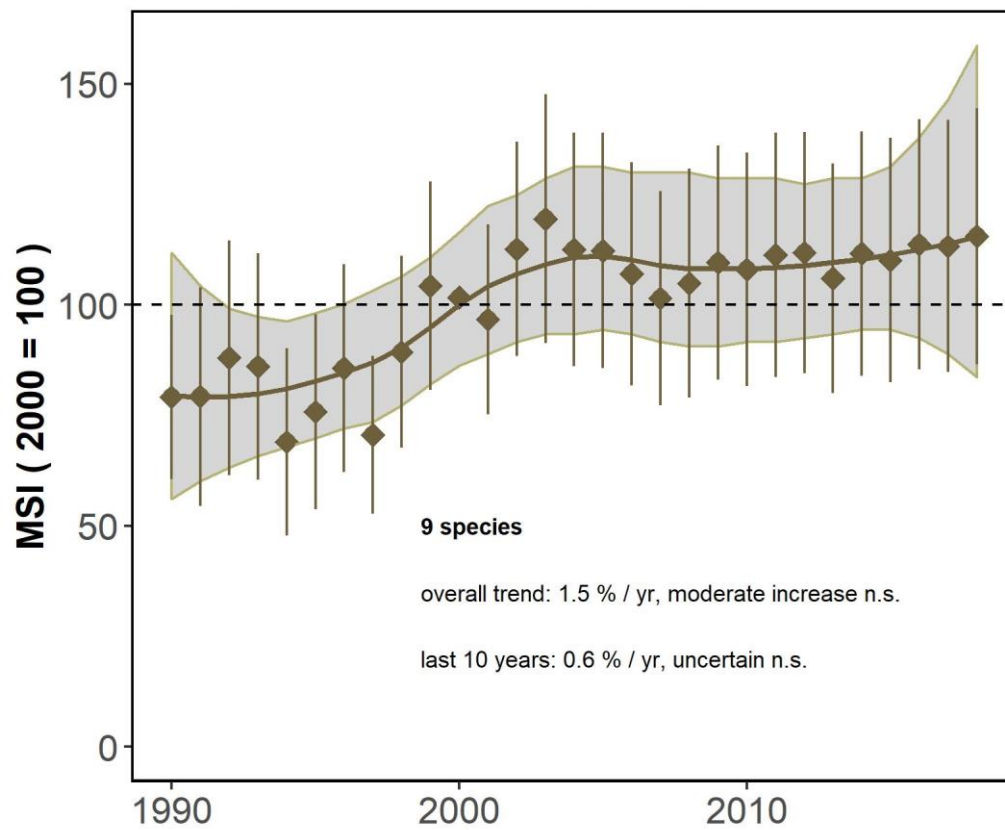 MSI ( 2000 = 100 )
150
100
50
0
9 species
overall trend: 1.5 % / yr, moderate increase n.s.
last 10 years: 0.6 % / yr, uncertain n.s.
1990
2000
2010